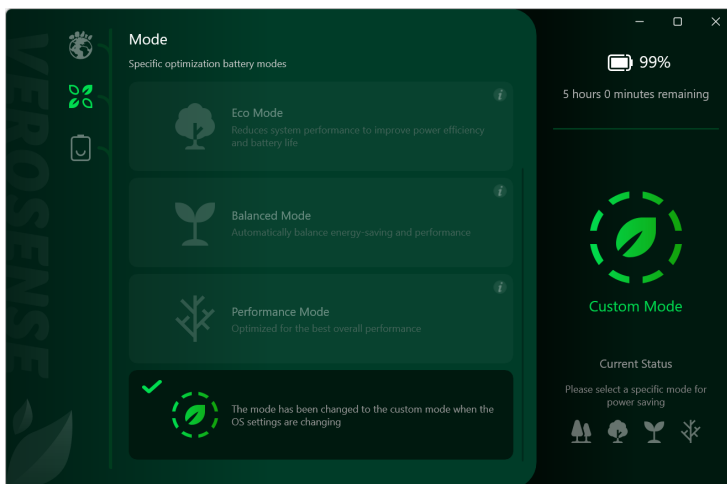 VEROSENSE
Mode
Specific optimization battery modes
Eco Mode
Reduces system performance to improve power efficiency
and battery life
Balanced Mode
Automatically balance energy-saving and performance
Performance Mode
Optimized for the best overall performance
The mode has been changed to the custom mode when the
OS settings are changing
99%
5 hours 0 minutes remaining
Custom Mode
Current Status
Please select a specific mode for
power saving